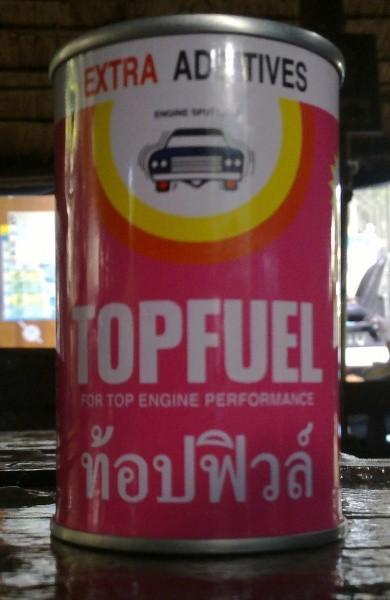 EXTRA ADDITIVES
TOPFUEL
FOR TOP ENGINE PERFORMANCE
ท้อปฟิวล์